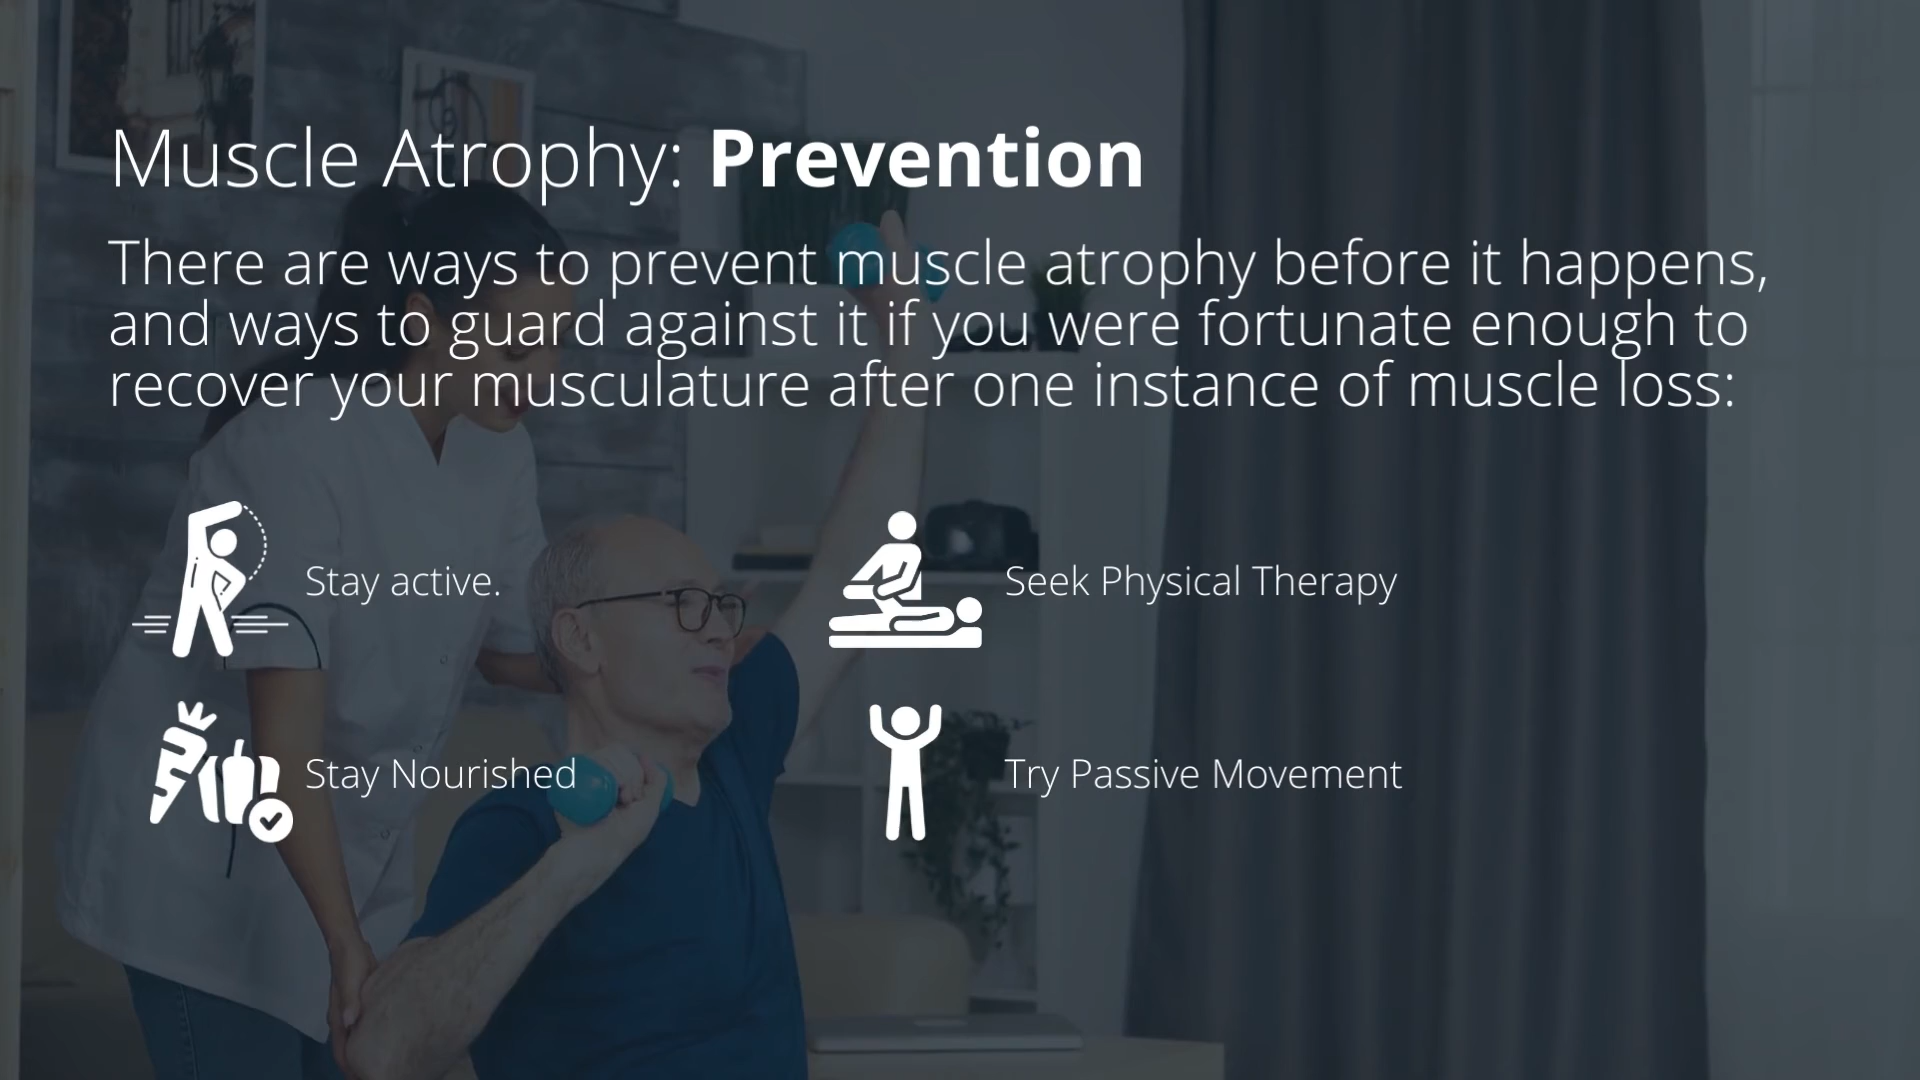 Muscle Atrophy: Prevention
There are ways to prevent muscle atrophy before it happens,
and ways to guard against it if you were fortunate enough to
recover your musculature after one instance of muscle loss:
Stay active.
Seek Physical Therapy
Stay Nourished
Try Passive Movement